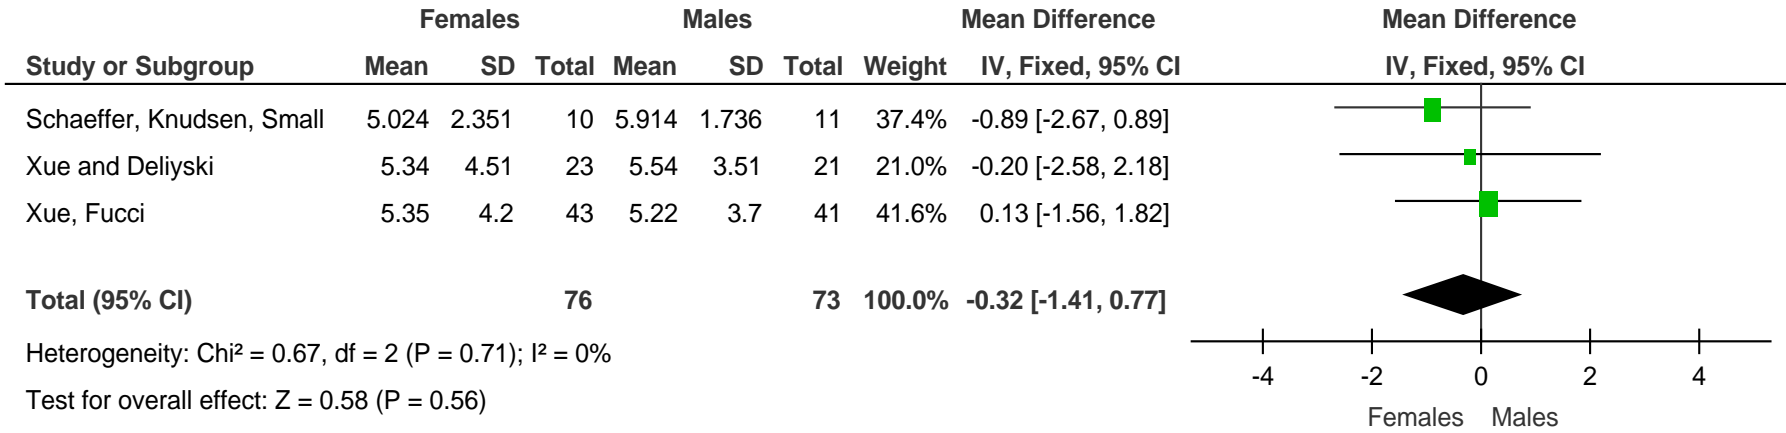 Females Males Mean Difference Mean Difference
Study or Subgroup Mean SD Total Mean SD Total Weight IV, Fixed, 95% CI IV, Fixed, 95% CI
Schaeffer, Knudsen, Small 5.024 2.351 10 5.914 1.736 11 37.4% -0.89 [-2.67, 0.89]
Xue and Deliyski 5.34 4.51 23 5.54 3.51 21 21.0% -0.20 [-2.58, 2.18]
Xue, Fucci 5.35 4.2 43 5.22 3.7 41 41.6% 0.13 [-1.56, 1.82]
Total (95% CI) 76 73 100.0% -0.32 [-1.41, 0.77]
Heterogeneity: Chi² = 0.67, df = 2 (P = 0.71); I² = 0%
-4 -2 0 2 4
Test for overall effect: Z = 0.58 (P = 0.56)
Females Males